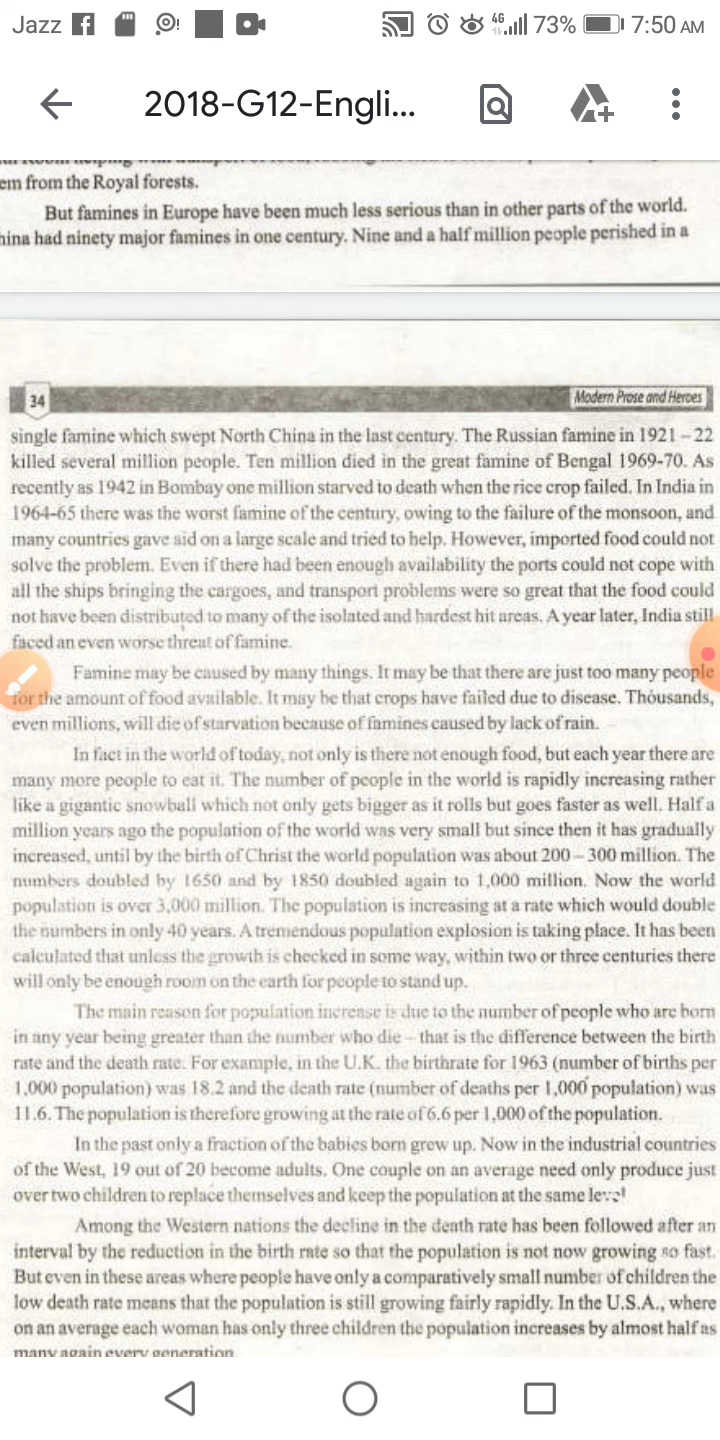 Jazz 4G 73% 7:50 AM
2018-G12-Engli...
em from the Royal forests.
But famines in Europe have been much less serious than in other parts of the world.
hina had ninety major famines in one century. Nine and a half million people perished in a
34 Modern Prose and Heroes
single famine which swept North China in the last century. The Russian famine in 1921 – 22
killed several million people. Ten million died in the great famine of Bengal 1969-70. As
recently as 1942 in Bombay one million starved to death when the rice crop failed. In India in
1964-65 there was the worst famine of the century, owing to the failure of the monsoon, and
many countries gave aid on a large scale and tried to help. However, imported food could not
solve the problem. Even if there had been enough availability the ports could not cope with
all the ships bringing the cargoes, and transport problems were so great that the food could
not have been distributed to many of the isolated and hardest hit areas. A year later, India still
faced an even worse threat of famine.
Famine may be caused by many things. It may be that there are just too many people
for the amount of food available. It may be that crops have failed due to disease. Thousands,
even millions, will die of starvation because of famines caused by lack of rain.
In fact in the world of today, not only is there not enough food, but each year there are
many more people to eat it. The number of people in the world is rapidly increasing rather
like a gigantic snowball which not only gets bigger as it rolls but goes faster as well. Half a
million years ago the population of the world was very small but since then it has gradually
increased, until by the birth of Christ the world population was about 200 – 300 million. The
numbers doubled by 1650 and by 1850 doubled again to 1,000 million. Now the world
population is over 3,000 million. The population is increasing at a rate which would double
the numbers in only 40 years. A tremendous population explosion is taking place. It has been
calculated that unless the growth is checked in some way, within two or three centuries there
will only be enough room on the earth for people to stand up.
The main reason for population increase is due to the number of people who are born
in any year being greater than the number who die – that is the difference between the birth
rate and the death rate. For example, in the U.K. the birthrate for 1963 (number of births per
1,000 population) was 18.2 and the death rate (number of deaths per 1,000 population) was
11.6. The population is therefore growing at the rate of 6.6 per 1,000 of the population.
In the past only a fraction of the babies born grew up. Now in the industrial countries
of the West, 19 out of 20 become adults. One couple on an average need only produce just
over two children to replace themselves and keep the population at the same level
Among the Western nations the decline in the death rate has been followed after an
interval by the reduction in the birth rate so that the population is not now growing so fast.
But even in these areas where people have only a comparatively small number of children the
low death rate means that the population is still growing fairly rapidly. In the U.S.A., where
on an average each woman has only three children the population increases by almost half as
many again every generation.